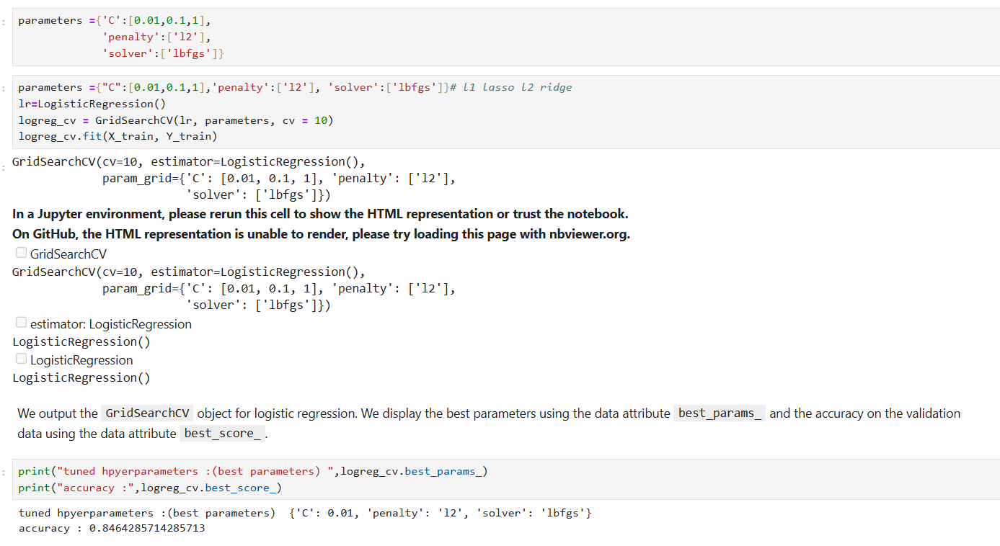 :
parameters ={'C':[0.01,0.1,1],
             'penalty':['l2'],
             'solver':['lbfgs']}
:
parameters ={"C":[0.01,0.1,1],'penalty':['l2'], 'solver':['lbfgs']}# l1 lasso l2 ridge
lr=LogisticRegression()
logreg_cv = GridSearchCV(lr, parameters, cv = 10)
logreg_cv.fit(X_train, Y_train)
:
GridSearchCV(cv=10, estimator=LogisticRegression(),
             param_grid={'C': [0.01, 0.1, 1], 'penalty': ['l2'],
                         'solver': ['lbfgs']})
In a Jupyter environment, please rerun this cell to show the HTML representation or trust the notebook.
On GitHub, the HTML representation is unable to render, please try loading this page with nbviewer.org.
GridSearchCV
GridSearchCV(cv=10, estimator=LogisticRegression(),
             param_grid={'C': [0.01, 0.1, 1], 'penalty': ['l2'],
                         'solver': ['lbfgs']})
estimator: LogisticRegression
LogisticRegression()
LogisticRegression
LogisticRegression()
We output the GridSearchCV object for logistic regression. We display the best parameters using the data attribute best_params_ and the accuracy on the validation
data using the data attribute best_score_.
:
print("tuned hpyerparameters :(best parameters) ",logreg_cv.best_params_)
print("accuracy :",logreg_cv.best_score_)
tuned hpyerparameters :(best parameters)  {'C': 0.01, 'penalty': 'l2', 'solver': 'lbfgs'}
accuracy : 0.8464285714285713